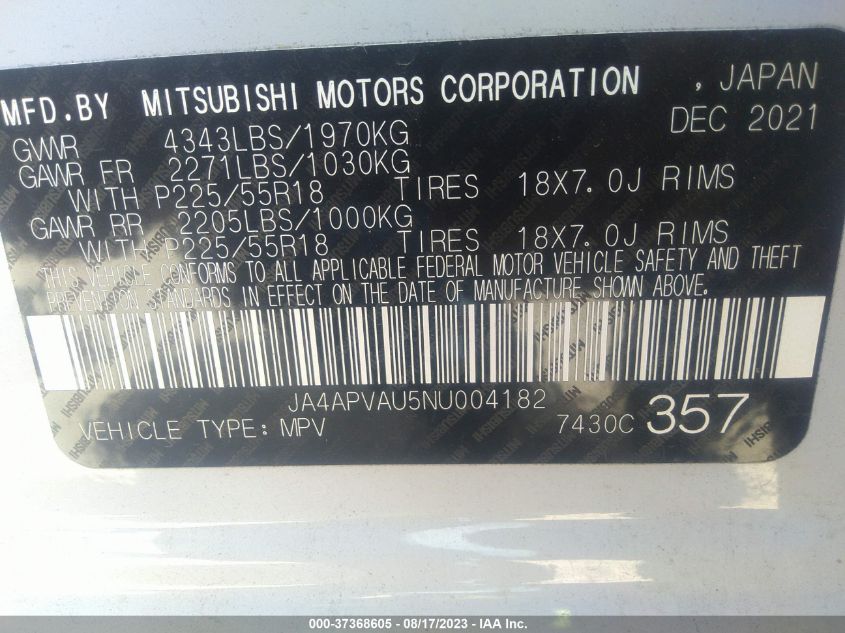 MFD.BY MITSUBISHI MOTORS CORPORATION , JAPAN
DEC 2021
GVWR 4343LBS/1970KG
GAWR FR 2271LBS/1030KG
WITH P225/55R18 TIRES 18X7.0J RIMS
GAWR RR 2205LBS/1000KG
WITH P225/55R18 TIRES 18X7.0J RIMS
THIS VEHICLE CONFORMS TO ALL APPLICABLE FEDERAL MOTOR VEHICLE SAFETY AND THEFT
PREVENTION STANDARDS IN EFFECT ON THE DATE OF MANUFACTURE SHOWN ABOVE.
JA4APVAU5NU004182
VEHICLE TYPE: MPV 7430C 357
000-37368605 - 08/17/2023 - IAA Inc.